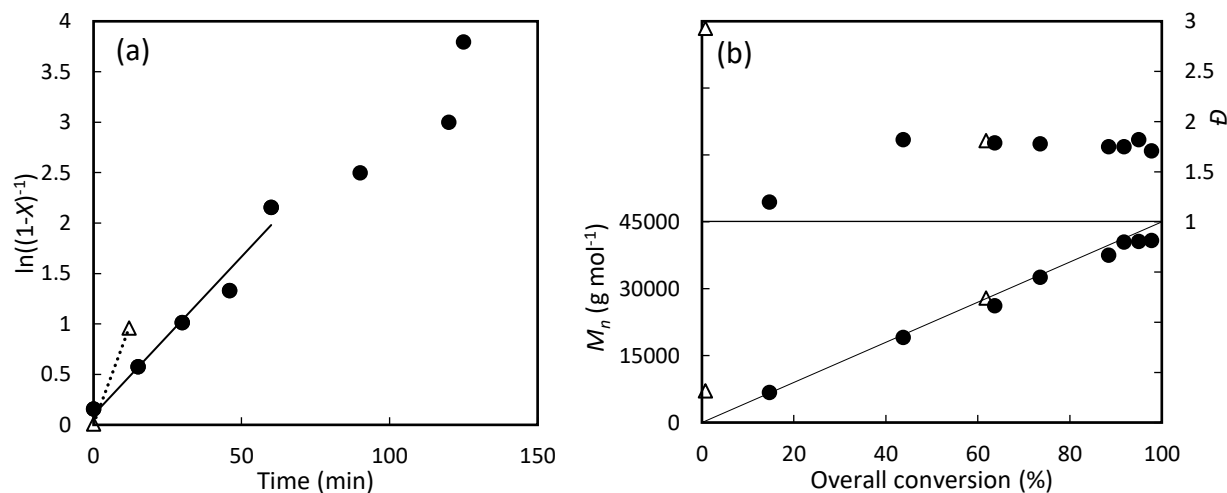 (a)
4
3.5
3
2.5
2
1.5
1
0.5
0
ln((1-X)⁻¹)
0 50 100 150
Time (min)
(b)
45000
30000
15000
0
Mₙ (g mol⁻¹)
3
2.5
2
1.5
1
Đ
0 20 40 60 80 100
Overall conversion (%)